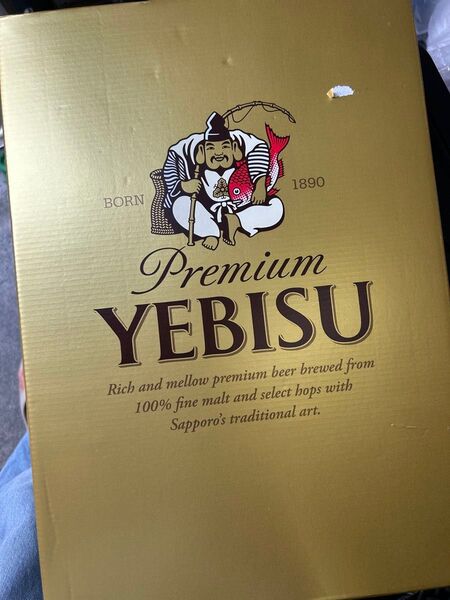 BORN 1890
Premium
YEBISU
Rich and mellow premium beer brewed from
100% fine malt and select hops with
Sapporo's traditional art.